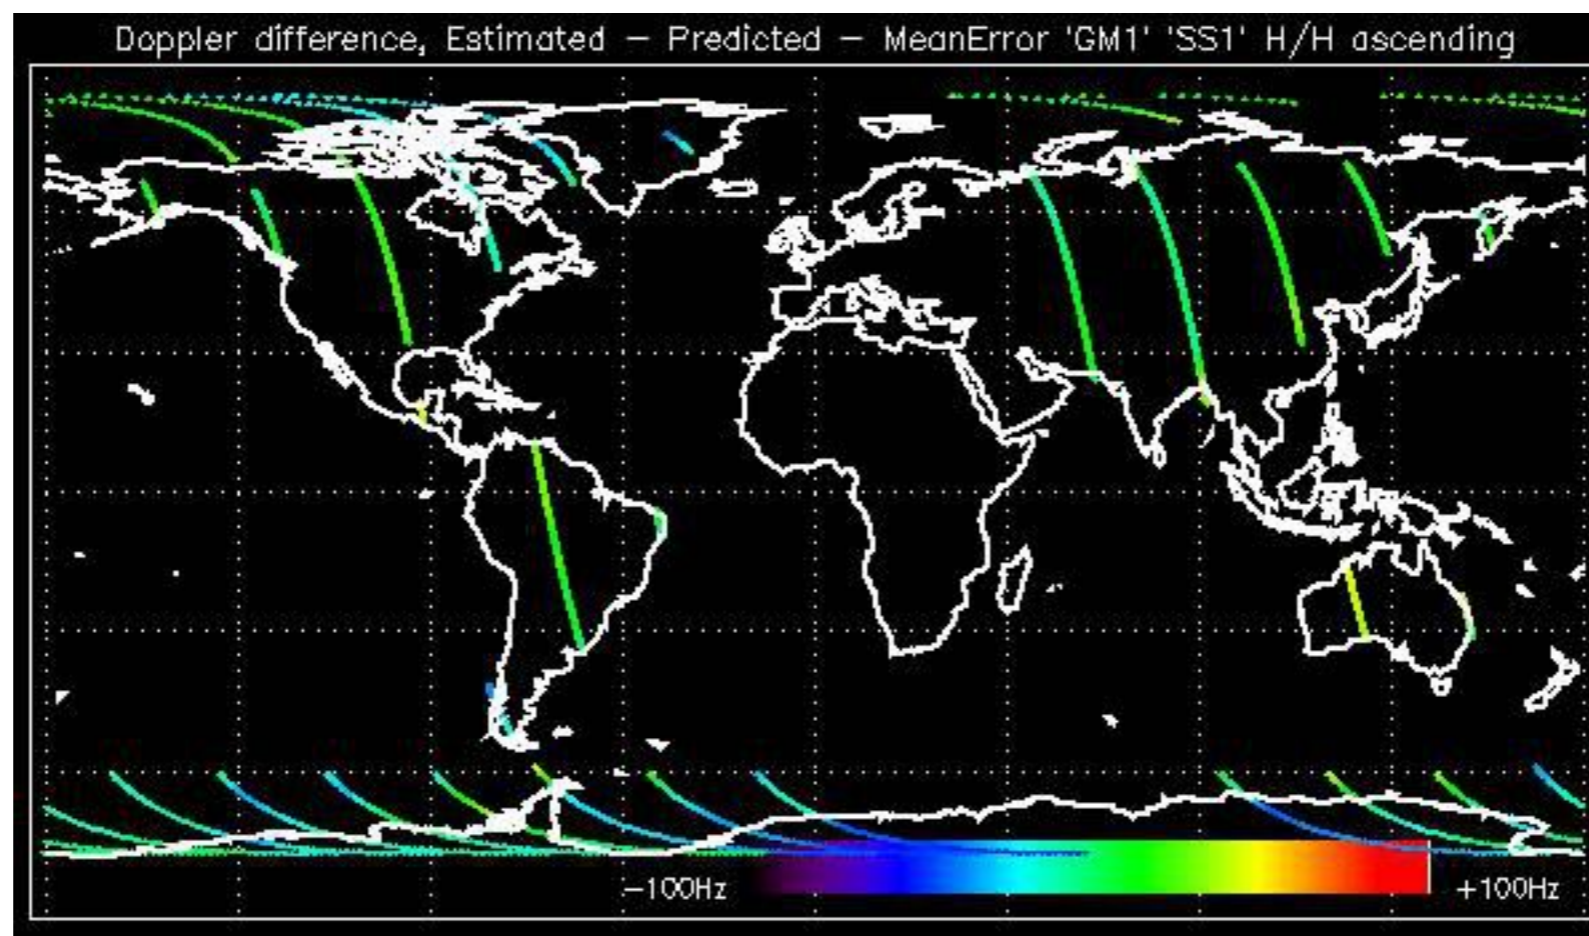 Doppler difference, Estimated — Predicted — MeanError 'GM1' 'SS1' H/H ascending
—100Hz
+100Hz